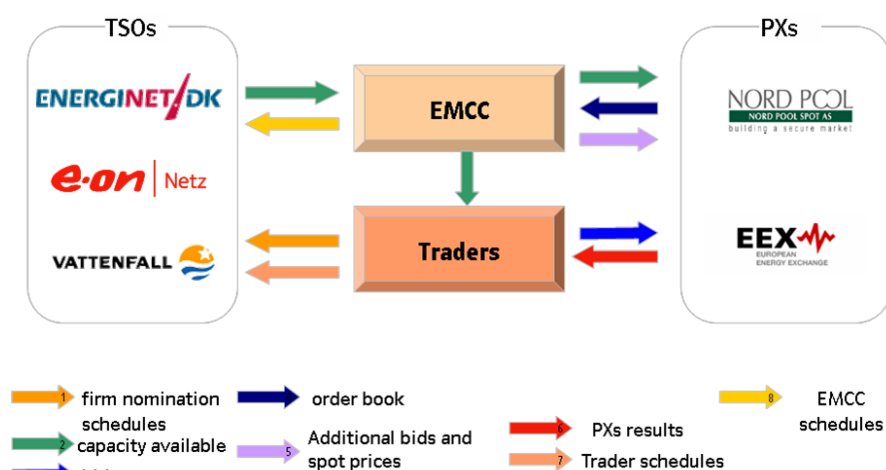 TSOs
PXs
ENERGINET/DK
EMCC
NORD POOL
NORD POOL SPOT AS
building a secure market
e·on | Netz
Traders
VATTENFALL
EEX
EUROPEAN
ENERGY EXCHANGE
1 firm nomination
schedules
2 capacity available
order book
5 Additional bids and
spot prices
6 PXs results
7 Trader schedules
8 EMCC
schedules